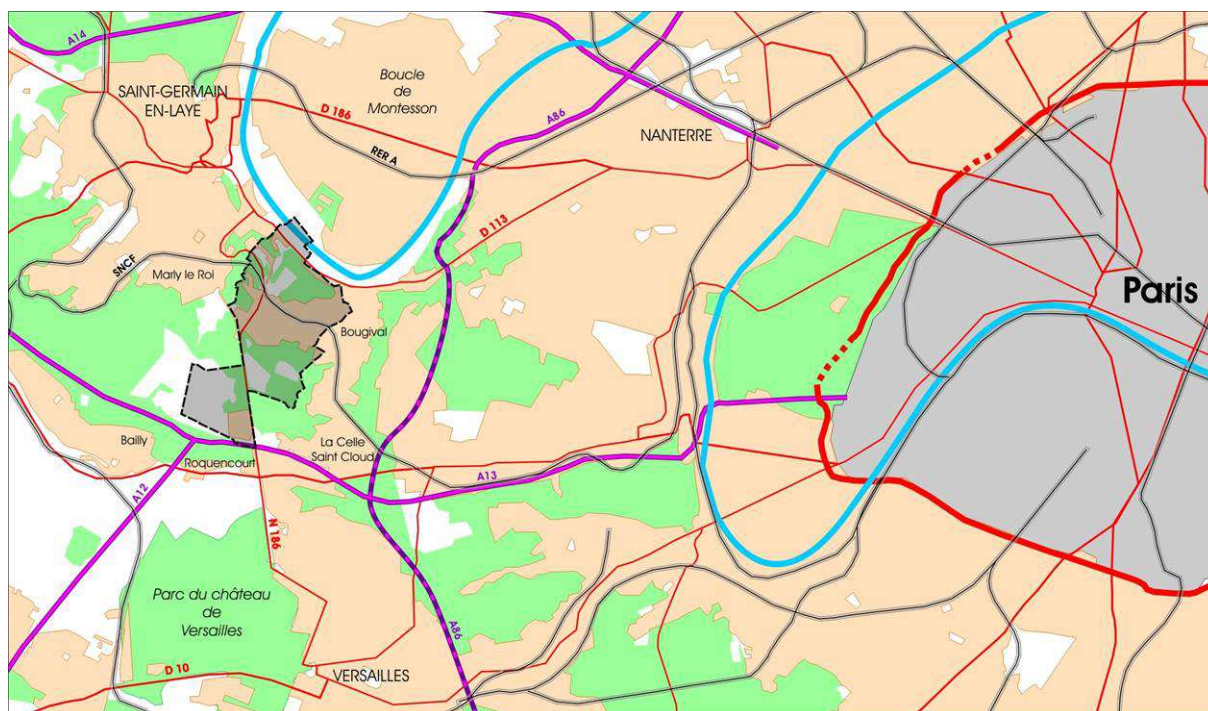 A14
SAINT-GERMAIN
EN-LAYE
Boucle
de
Montesson
D 186
A86
RER A
NANTERRE
D 113
SNCF
Marly le Roi
Bougival
Paris
Bailly
Roquencourt
La Celle
Saint Cloud
A13
A12
N 186
Parc du château
de
Versailles
A86
D 10
VERSAILLES